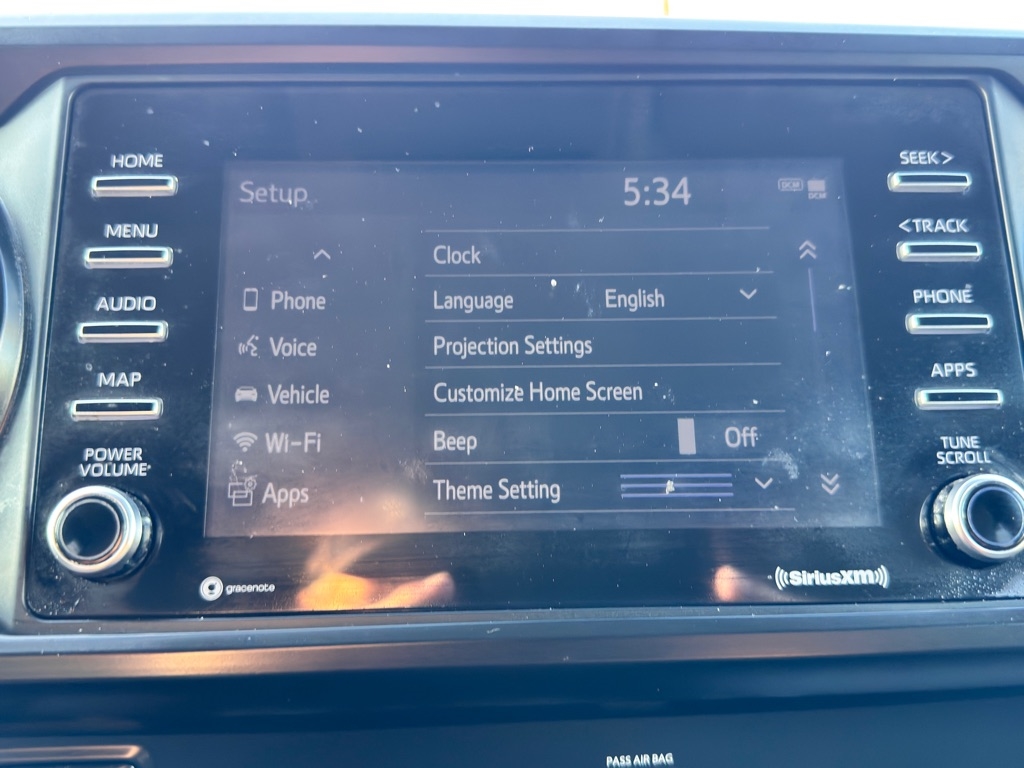 HOME
MENU
AUDIO
MAP
POWER
VOLUME
Setup
5:34
DCM
DCM
Phone
Voice
Vehicle
Wi-Fi
Apps
Clock
Language English
Projection Settings
Customize Home Screen
Beep Off
Theme Setting
SEEK>
<TRACK
PHONE
APPS
TUNE
SCROLL
gracenote
((SiriusXM))
PASS AIR BAG